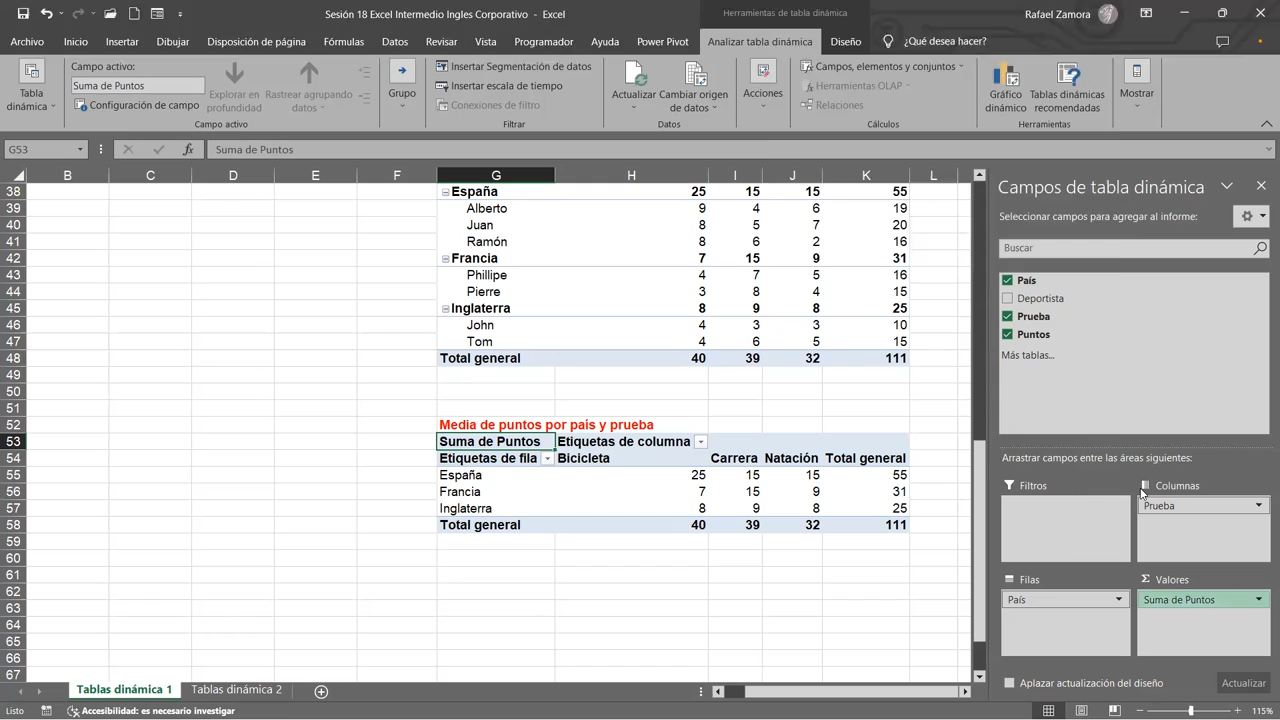 Sesión 18 Excel Intermedio Ingles Corporativo - Excel
Herramientas de tabla dinámica
Rafael Zamora
Archivo Inicio Insertar Dibujar Disposición de página Fórmulas Datos Revisar Vista Programador Ayuda Power Pivot Analizar tabla dinámica Diseño ¿Qué desea hacer?
Tabla dinámica
Campo activo:
Suma de Puntos
Configuración de campo
Explorar en profundidad
Rastrear agrupando datos
Campo activo
Grupo
Insertar Segmentación de datos
Insertar escala de tiempo
Conexiones de filtro
Filtrar
Actualizar
Cambiar origen de datos
Datos
Acciones
Campos, elementos y conjuntos
Herramientas OLAP
Relaciones
Cálculos
Gráfico dinámico
Tablas dinámicas recomendadas
Herramientas
Mostrar
G53 fx Suma de Puntos
B C D E F G H I J K L
38 España 25 15 15 55
39 Alberto 9 4 6 19
40 Juan 8 5 7 20
41 Ramón 8 6 2 16
42 Francia 7 15 9 31
43 Phillipe 4 7 5 16
44 Pierre 3 8 4 15
45 Inglaterra 8 9 8 25
46 John 4 3 3 10
47 Tom 4 6 5 15
48 Total general 40 39 32 111
49
50
51
52 Media de puntos por país y prueba
53 Suma de Puntos Etiquetas de columna
54 Etiquetas de fila Bicicleta Carrera Natación Total general
55 España 25 15 15 55
56 Francia 7 15 9 31
57 Inglaterra 8 9 8 25
58 Total general 40 39 32 111
59
60
61
62
63
64
65
66
67
Campos de tabla dinámica
Seleccionar campos para agregar al informe:
Buscar
País
Deportista
Prueba
Puntos
Más tablas...
Arrastrar campos entre las áreas siguientes:
Filtros
Columnas
Prueba
Filas
País
Σ Valores
Suma de Puntos
Aplazar actualización del diseño
Actualizar
Tablas dinámica 1 Tablas dinámica 2
Listo Accesibilidad: es necesario investigar 115%